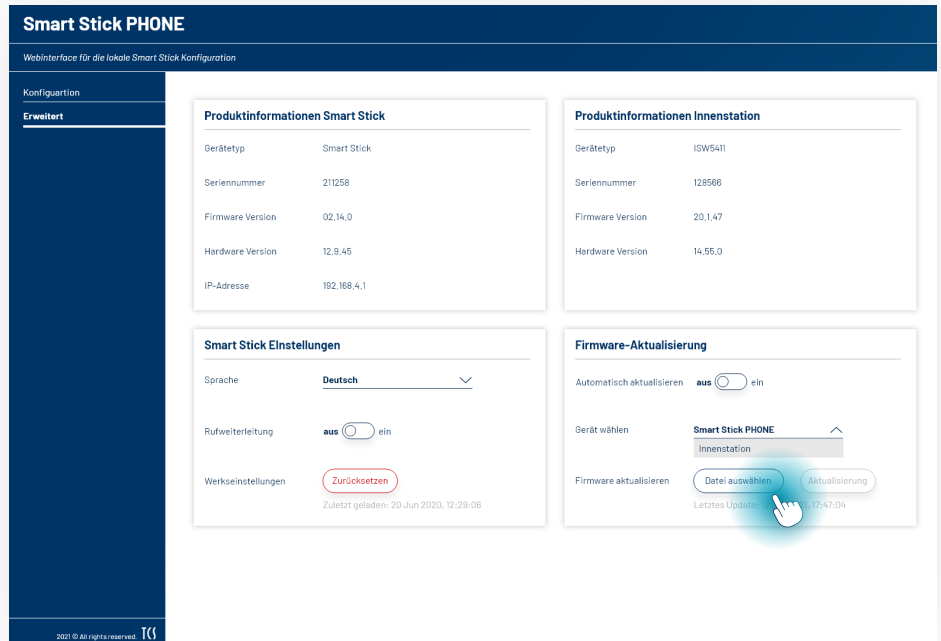 Smart Stick PHONE
Webinterface für die lokale Smart Stick Konfiguration
Konfiguartion
Erweitert
Produktinformationen Smart Stick
Gerätetyp Smart Stick
Seriennummer 211258
Firmware Version 02.14.0
Hardware Version 12.9.45
IP-Adresse 192.168.4.1
Produktinformationen Innenstation
Gerätetyp ISW5411
Seriennummer 128566
Firmware Version 20.1.47
Hardware Version 14.55.0
Smart Stick EInstellungen
Sprache Deutsch
Rufweiterleitung aus ein
Werkseinstellungen Zurücksetzen
Zuletzt geladen: 20 Jun 2020, 12:29:06
Firmware-Aktualisierung
Automatisch aktualisieren aus ein
Gerät wählen Smart Stick PHONE
Innenstation
Firmware aktualisieren Datei auswählen Aktualisierung
Letztes Update: 17:47:04
2021 © All rights reserved. TCS